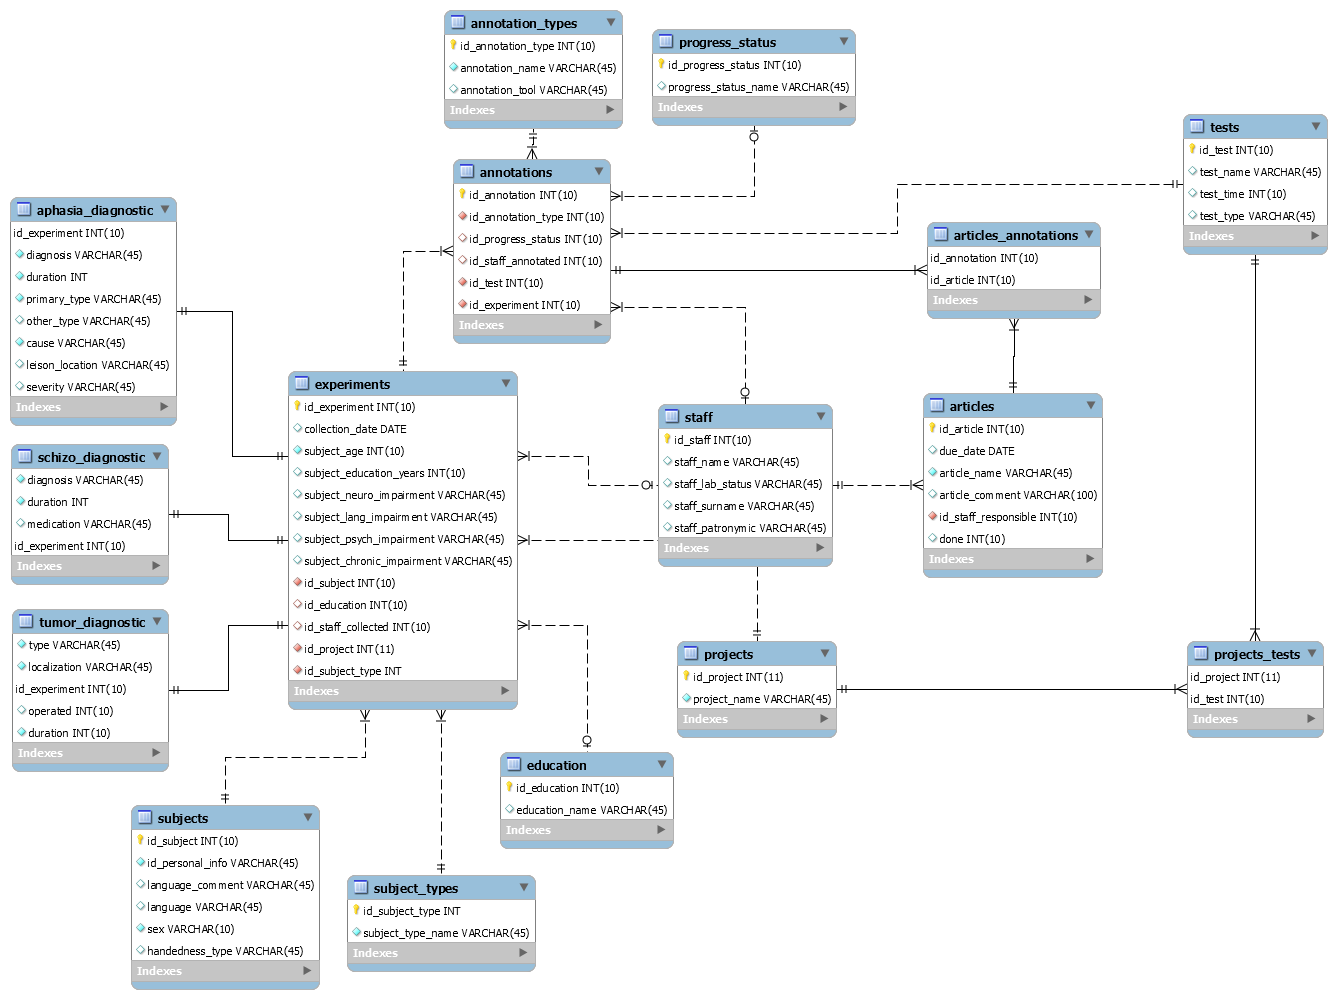 annotation_types
id_annotation_type INT(10)
annotation_name VARCHAR(45)
annotation_tool VARCHAR(45)
Indexes
progress_status
id_progress_status INT(10)
progress_status_name VARCHAR(45)
Indexes
tests
id_test INT(10)
test_name VARCHAR(45)
test_time INT(10)
test_type VARCHAR(45)
Indexes
annotations
id_annotation INT(10)
id_annotation_type INT(10)
id_progress_status INT(10)
id_staff_annotated INT(10)
id_test INT(10)
id_experiment INT(10)
Indexes
aphasia_diagnostic
id_experiment INT(10)
diagnosis VARCHAR(45)
duration INT
primary_type VARCHAR(45)
other_type VARCHAR(45)
cause VARCHAR(45)
leison_location VARCHAR(45)
severity VARCHAR(45)
Indexes
articles_annotations
id_annotation INT(10)
id_article INT(10)
Indexes
experiments
id_experiment INT(10)
collection_date DATE
subject_age INT(10)
subject_education_years INT(10)
subject_neuro_impairment VARCHAR(45)
subject_lang_impairment VARCHAR(45)
subject_psych_impairment VARCHAR(45)
subject_chronic_impairment VARCHAR(45)
id_subject INT(10)
id_education INT(10)
id_staff_collected INT(10)
id_project INT(11)
id_subject_type INT
Indexes
staff
id_staff INT(10)
staff_name VARCHAR(45)
staff_lab_status VARCHAR(45)
staff_surname VARCHAR(45)
staff_patronymic VARCHAR(45)
Indexes
articles
id_article INT(10)
due_date DATE
article_name VARCHAR(45)
article_comment VARCHAR(100)
id_staff_responsible INT(10)
done INT(10)
Indexes
schizo_diagnostic
diagnosis VARCHAR(45)
duration INT
medication VARCHAR(45)
id_experiment INT(10)
Indexes
tumor_diagnostic
type VARCHAR(45)
localization VARCHAR(45)
id_experiment INT(10)
operated INT(10)
duration INT(10)
Indexes
projects
id_project INT(11)
project_name VARCHAR(45)
Indexes
projects_tests
id_project INT(11)
id_test INT(10)
Indexes
education
id_education INT(10)
education_name VARCHAR(45)
Indexes
subjects
id_subject INT(10)
id_personal_info VARCHAR(45)
language_comment VARCHAR(45)
language VARCHAR(45)
sex VARCHAR(10)
handedness_type VARCHAR(45)
Indexes
subject_types
id_subject_type INT
subject_type_name VARCHAR(45)
Indexes